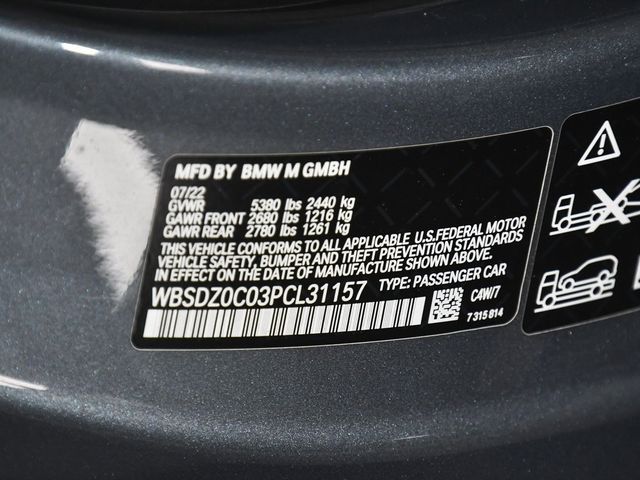 MFD BY BMW M GMBH
07/22
GVWR 5380 lbs 2440 kg
GAWR FRONT 2680 lbs 1216 kg
GAWR REAR 2780 lbs 1261 kg
THIS VEHICLE CONFORMS TO ALL APPLICABLE U.S.FEDERAL MOTOR
VEHICLE SAFETY, BUMPER AND THEFT PREVENTION STANDARDS
IN EFFECT ON THE DATE OF MANUFACTURE SHOWN ABOVE.
WBSDZ0C03PCL31157 TYPE: PASSENGER CAR
C4W/7
7 315 814